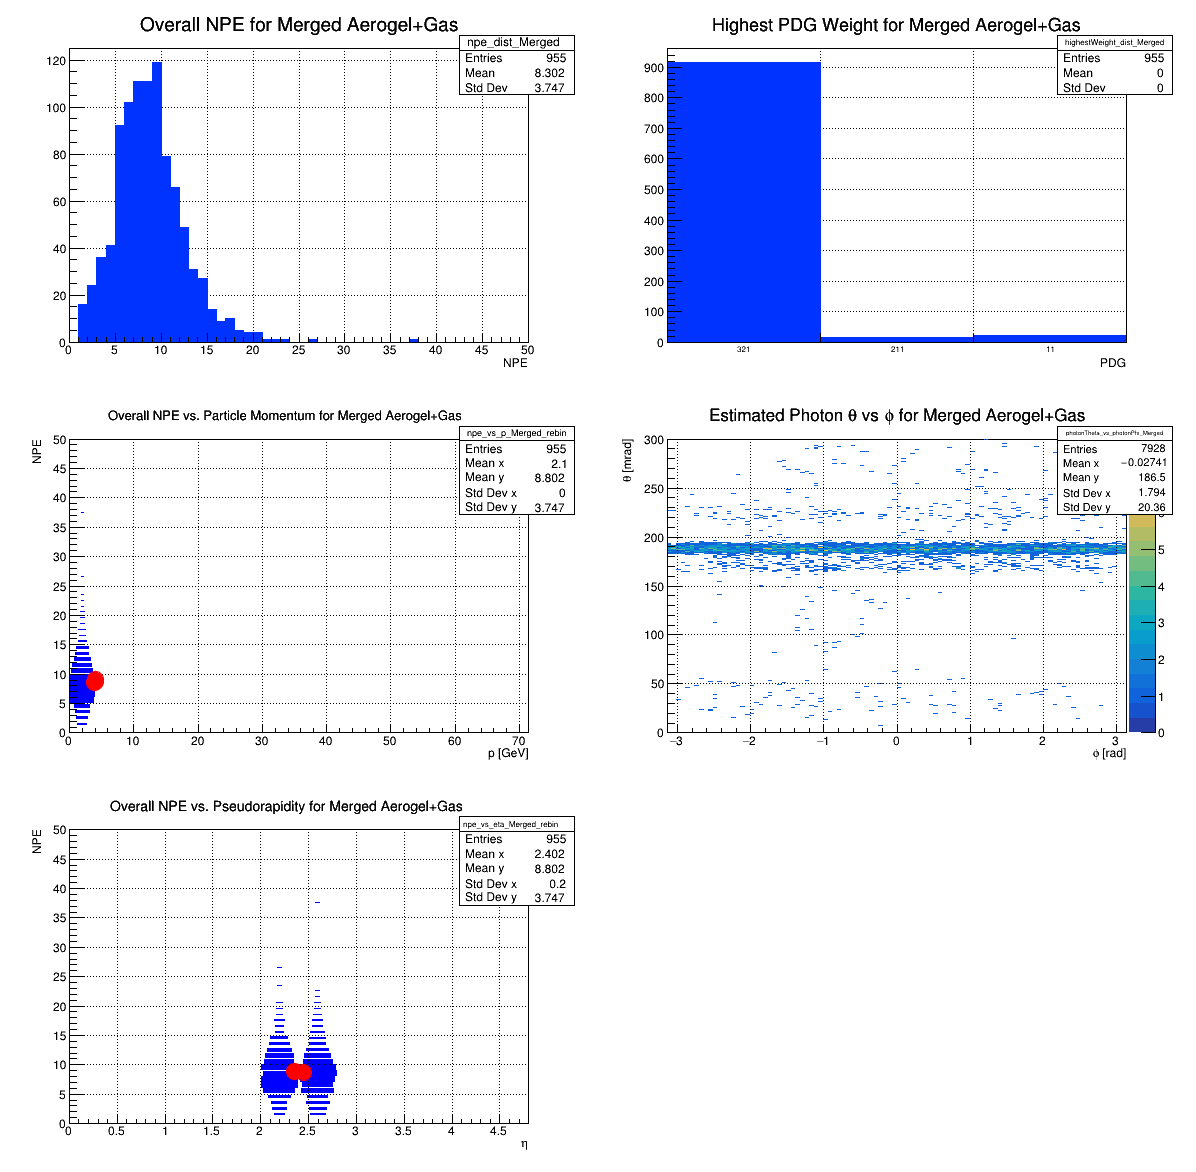 Overall NPE for Merged Aerogel+Gas
npe_dist_Merged
Entries 955
Mean 8.302
Std Dev 3.747
120
100
80
60
40
20
0
0 5 10 15 20 25 30 35 40 45 50
NPE
Highest PDG Weight for Merged Aerogel+Gas
highestWeight_dist_Merged
Entries 955
Mean 0
Std Dev 0
900
800
700
600
500
400
300
200
100
0
321 211 11
PDG
Overall NPE vs. Particle Momentum for Merged Aerogel+Gas
npe_vs_p_Merged_rebin
Entries 955
Mean x 2.1
Mean y 8.802
Std Dev x 0
Std Dev y 3.747
NPE
50
45
40
35
30
25
20
15
10
5
0
0 10 20 30 40 50 60 70
p [GeV]
Estimated Photon θ vs ϕ for Merged Aerogel+Gas
photonTheta_vs_photonPhi_Merged
Entries 7928
Mean x −0.02741
Mean y 186.5
Std Dev x 1.794
Std Dev y 20.36
θ [mrad]
300
250
200
150
100
50
0
−3 −2 −1 0 1 2 3
ϕ [rad]
5
4
3
2
1
0
Overall NPE vs. Pseudorapidity for Merged Aerogel+Gas
npe_vs_eta_Merged_rebin
Entries 955
Mean x 2.402
Mean y 8.802
Std Dev x 0.2
Std Dev y 3.747
NPE
50
45
40
35
30
25
20
15
10
5
0
0 0.5 1 1.5 2 2.5 3 3.5 4 4.5
η